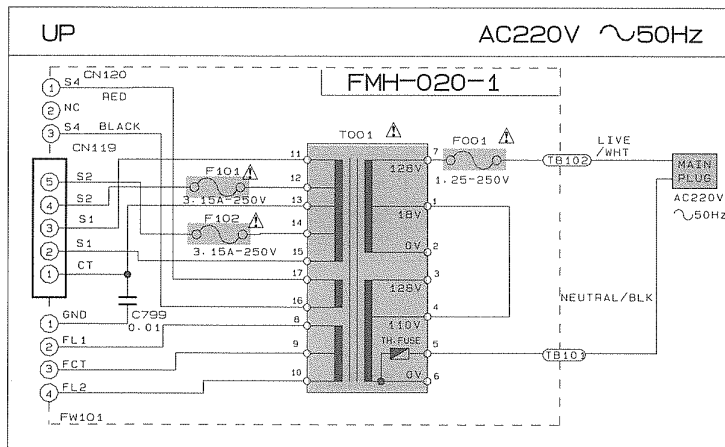 UP AC220V ∿50Hz
FMH-020-1
CN120
1 S4
RED
2 NC
3 S4 BLACK
CN119
5 S2
4 S2
3 S1
2 S1
1 CT
1 GND
2 FL1
3 FCT
4 FL2
FW101
C799
0.01
F101
3.15A-250V
F102
3.15A-250V
T001
11
12
13
14
15
17
16
8
9
10
7
128V
1
18V
0V 2
3
128V
4
110V
TH.FUSE 5
0V 6
F001
1.25-250V
TB102
LIVE
/WHT
MAIN
PLUG
AC220V
∿50Hz
NEUTRAL/BLK
TB101